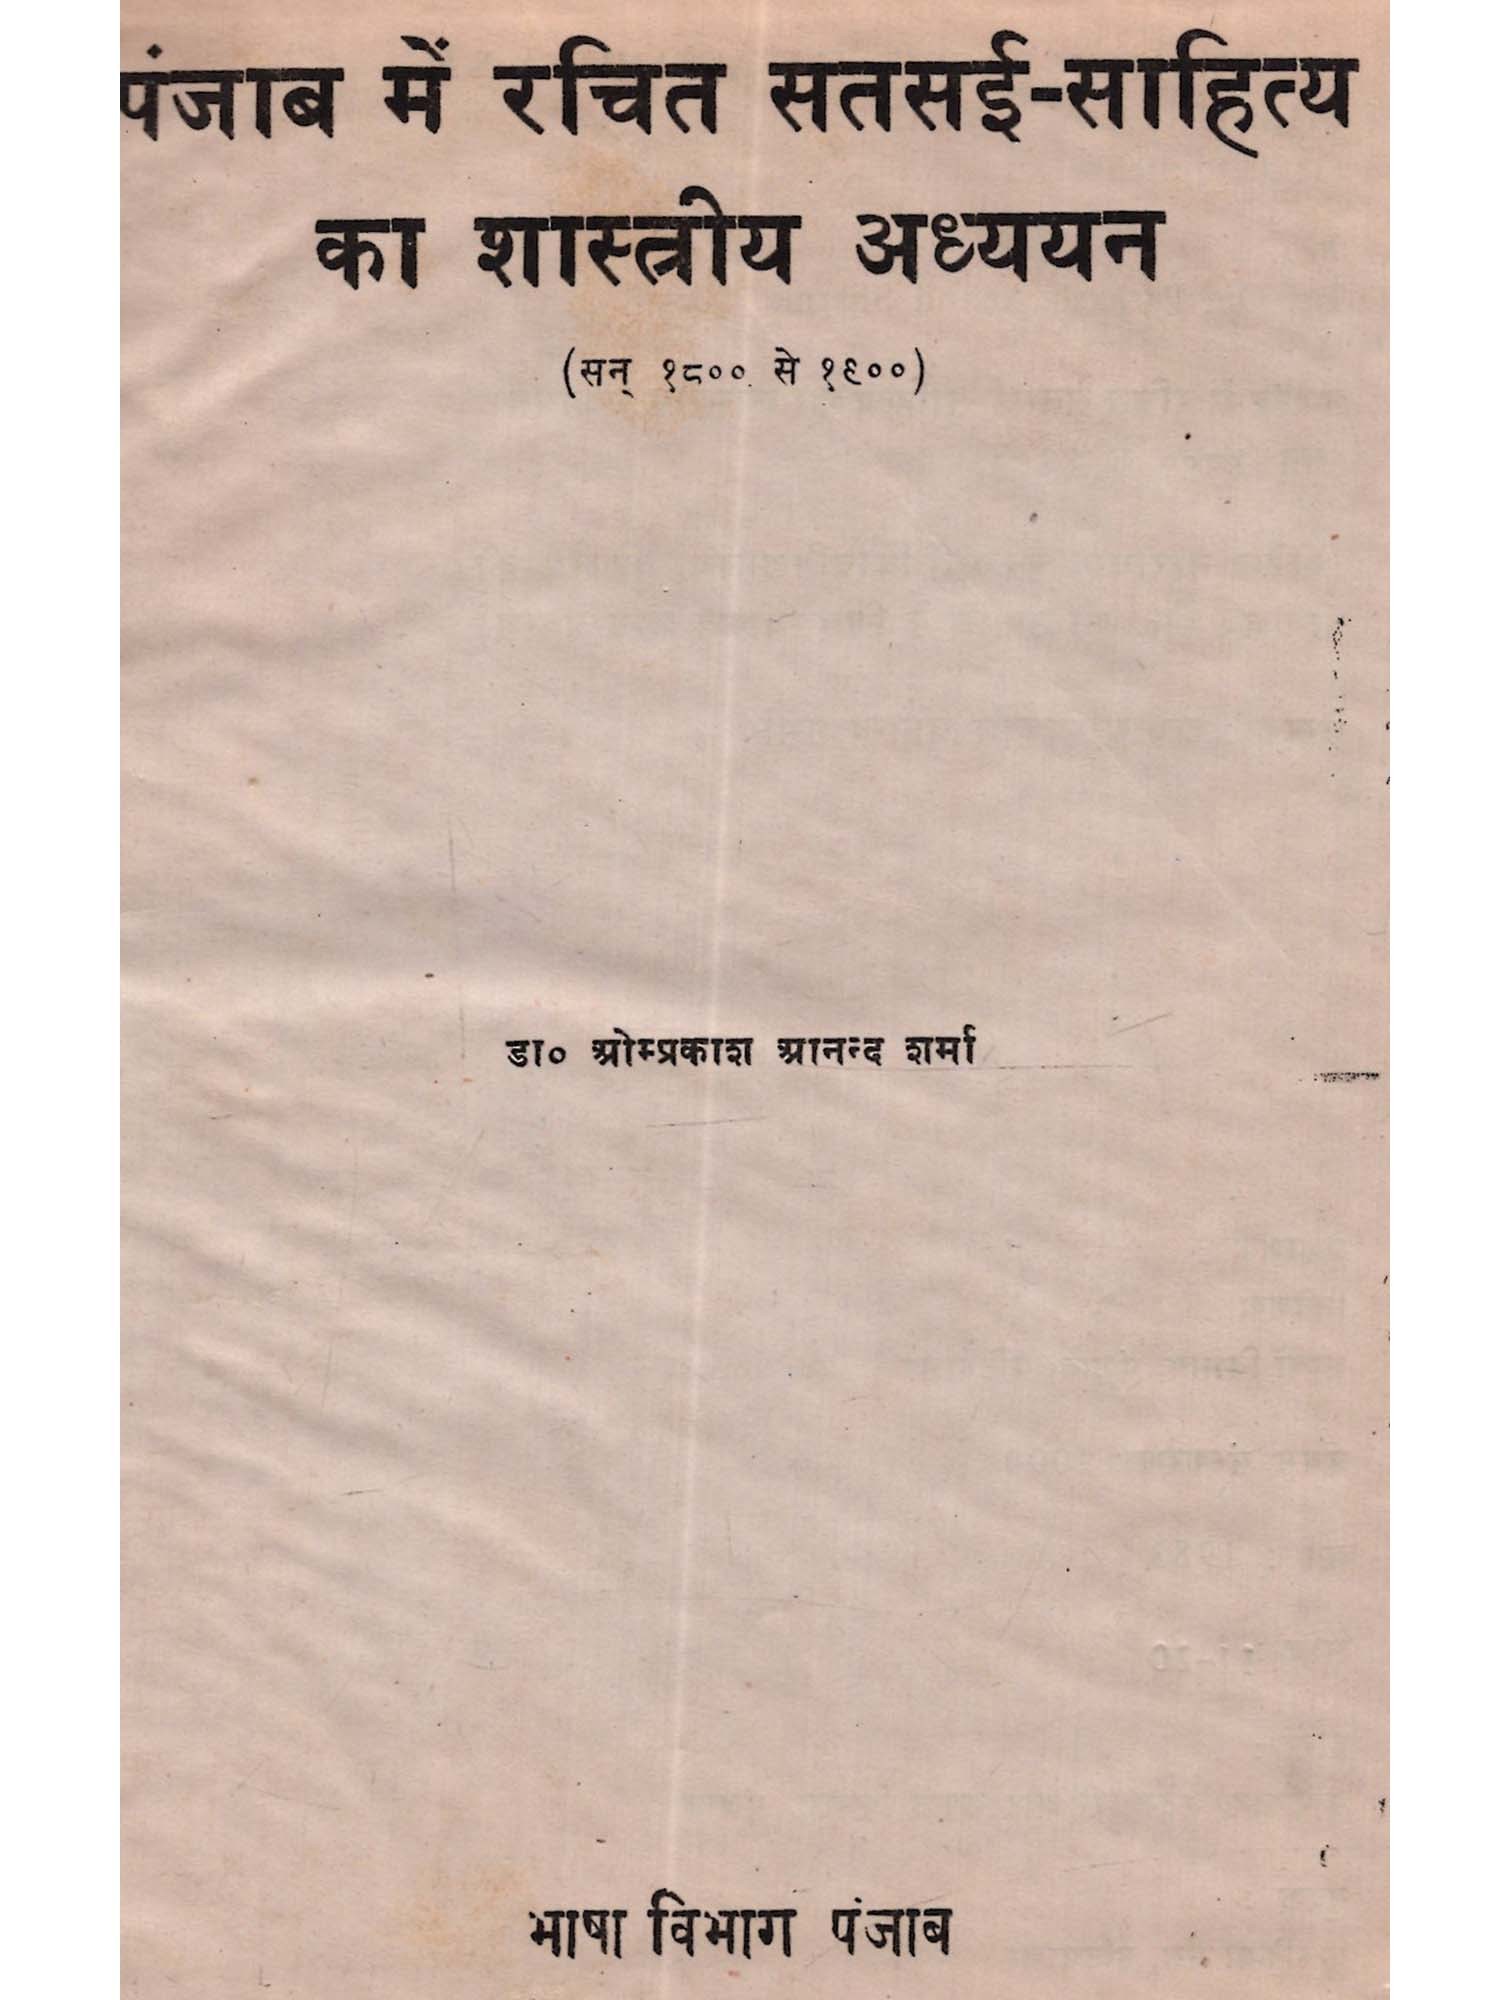 पंजाब में रचित सतसई-साहित्य
का शास्त्रीय अध्ययन
(सन् १८०० से १९००)
डा० ओम्प्रकाश आनन्द शर्मा
भाषा विभाग पंजाब